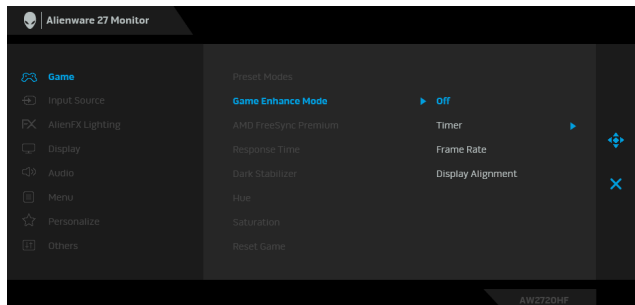 Alienware 27 Monitor
Game
Input Source
AlienFX Lighting
Display
Audio
Menu
Personalize
Others
Preset Modes
Game Enhance Mode
AMD FreeSync Premium
Response Time
Dark Stabilizer
Hue
Saturation
Reset Game
Off
Timer
Frame Rate
Display Alignment
AW2720HF